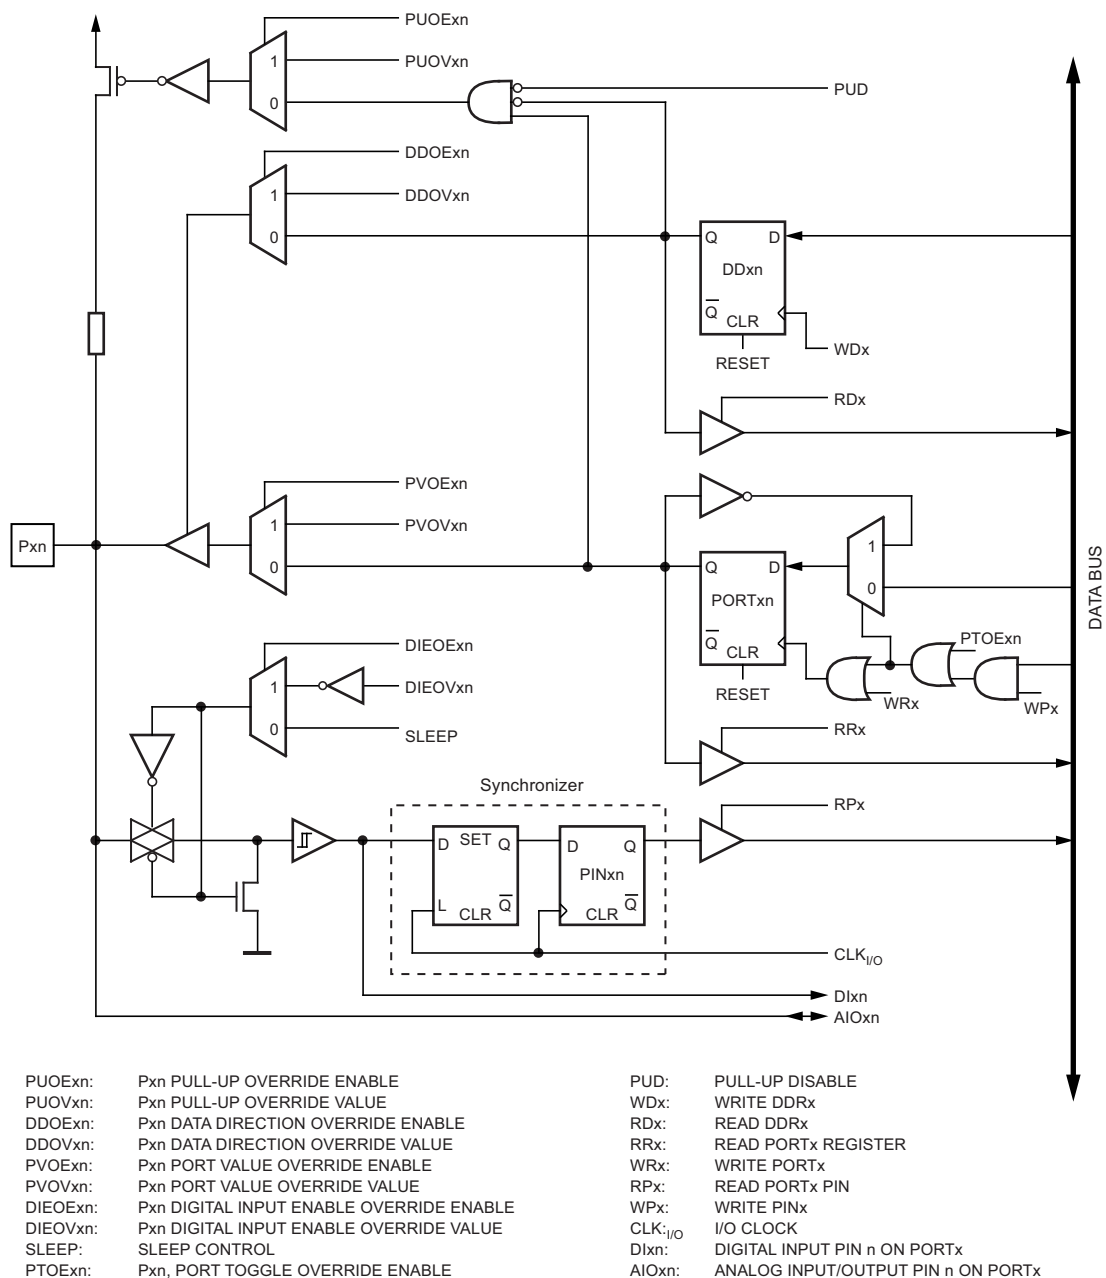 PUOExn
PUOVxn
1
0
PUD
DDOExn
DDOVxn
1
0
Q D
DDxn
Q
CLR
RESET
WDx
RDx
PVOExn
PVOVxn
1
0
Pxn
1
0
Q D
PORTxn
Q
CLR
RESET
PTOExn
WRx
WPx
DATA BUS
DIEOExn
DIEOVxn
1
0
SLEEP
RRx
Synchronizer
RPx
D SET Q
L
CLR
Q
D Q
PINxn
CLR
Q
CLKI/O
DIxn
AIOxn
PUOExn: Pxn PULL-UP OVERRIDE ENABLE
PUOVxn: Pxn PULL-UP OVERRIDE VALUE
DDOExn: Pxn DATA DIRECTION OVERRIDE ENABLE
DDOVxn: Pxn DATA DIRECTION OVERRIDE VALUE
PVOExn: Pxn PORT VALUE OVERRIDE ENABLE
PVOVxn: Pxn PORT VALUE OVERRIDE VALUE
DIEOExn: Pxn DIGITAL INPUT ENABLE OVERRIDE ENABLE
DIEOVxn: Pxn DIGITAL INPUT ENABLE OVERRIDE VALUE
SLEEP: SLEEP CONTROL
PTOExn: Pxn, PORT TOGGLE OVERRIDE ENABLE
PUD: PULL-UP DISABLE
WDx: WRITE DDRx
RDx: READ DDRx
RRx: READ PORTx REGISTER
WRx: WRITE PORTx
RPx: READ PORTx PIN
WPx: WRITE PINx
CLK:I/O I/O CLOCK
DIxn: DIGITAL INPUT PIN n ON PORTx
AIOxn: ANALOG INPUT/OUTPUT PIN n ON PORTx